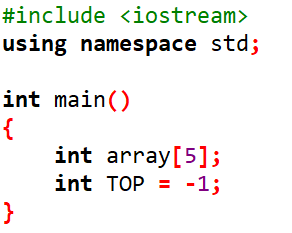 #include <iostream>
using namespace std;

int main()
{
    int array[5];
    int TOP = -1;
}